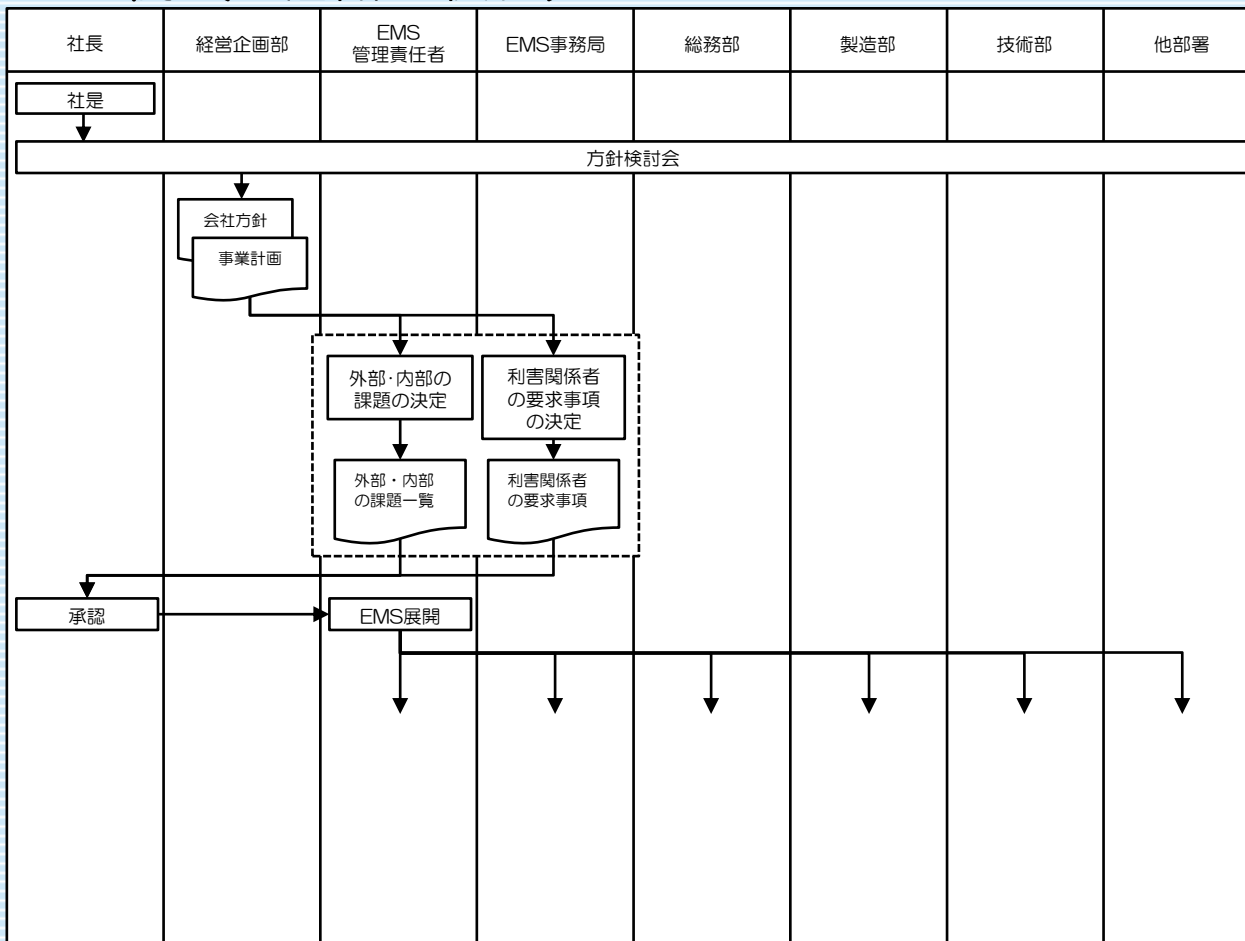 社長
経営企画部
EMS
管理責任者
EMS事務局
総務部
製造部
技術部
他部署
社是
方針検討会
会社方針
事業計画
外部･内部の
課題の決定
利害関係者
の要求事項
の決定
外部・内部
の課題一覧
利害関係者
の要求事項
承認
EMS展開